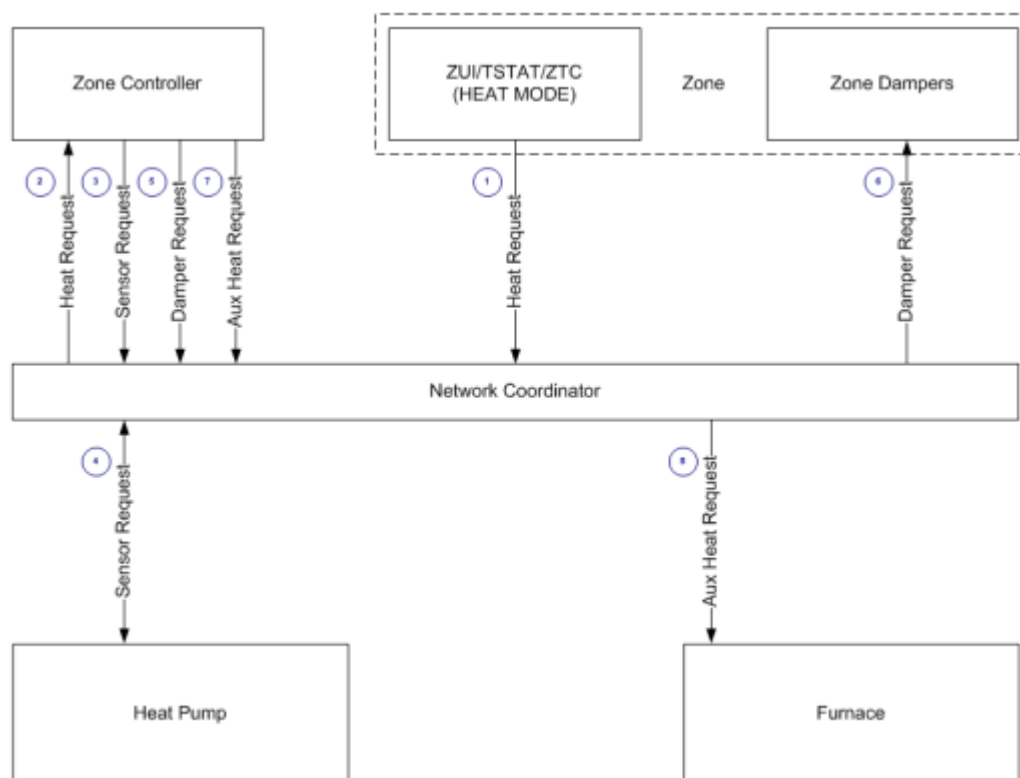 Zone Controller
ZUI/TSTAT/ZTC
(HEAT MODE)
Zone
Zone Dampers
2
Heat Request
3
Sensor Request
5
Damper Request
7
Aux Heat Request
1
Heat Request
6
Damper Request
Network Coordinator
4
Sensor Request
8
Aux Heat Request
Heat Pump
Furnace